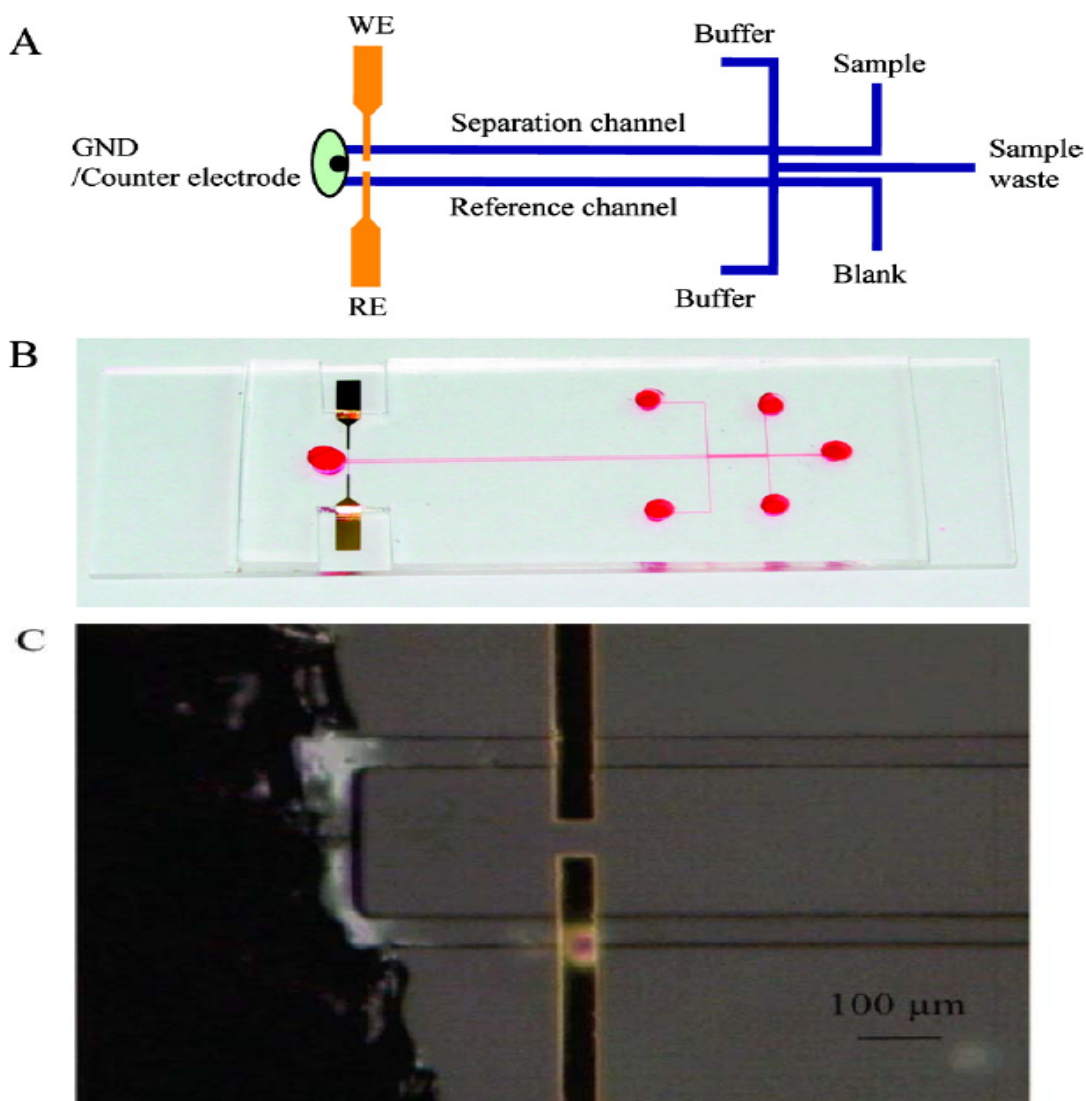 A
WE
Buffer
Sample
Separation channel
GND
/Counter electrode
Sample
waste
Reference channel
RE
Buffer
Blank
B
C
100 µm